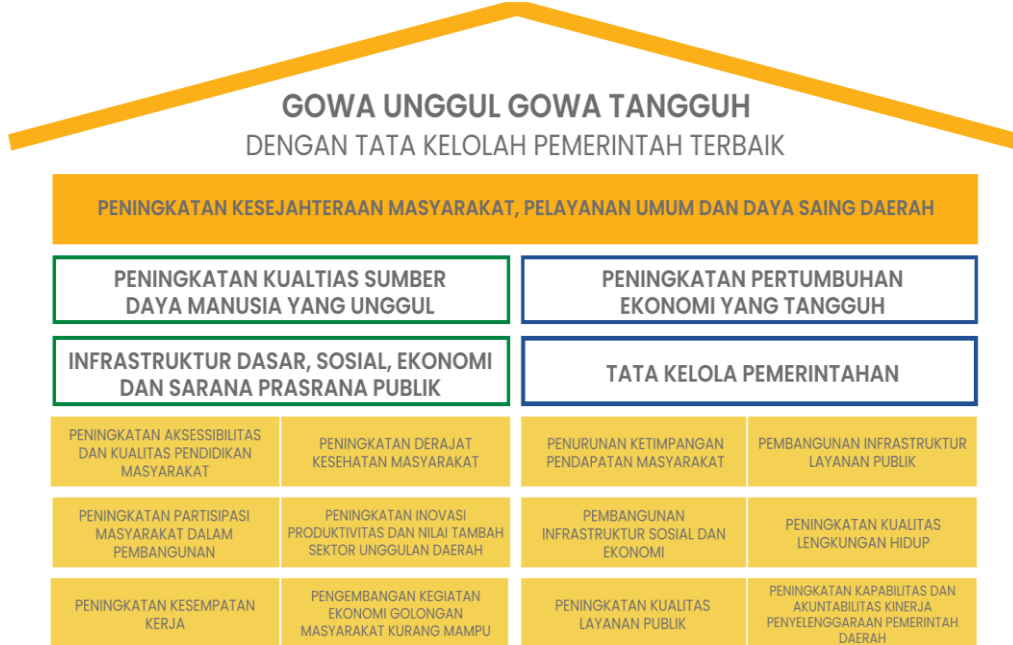 GOWA UNGGUL GOWA TANGGUH
DENGAN TATA KELOLAH PEMERINTAH TERBAIK
PENINGKATAN KESEJAHTERAAN MASYARAKAT, PELAYANAN UMUM DAN DAYA SAING DAERAH
PENINGKATAN KUALTIAS SUMBER
DAYA MANUSIA YANG UNGGUL
PENINGKATAN PERTUMBUHAN
EKONOMI YANG TANGGUH
INFRASTRUKTUR DASAR, SOSIAL, EKONOMI
DAN SARANA PRASRANA PUBLIK
TATA KELOLA PEMERINTAHAN
PENINGKATAN AKSESSIBILITAS
DAN KUALITAS PENDIDIKAN
MASYARAKAT
PENINGKATAN DERAJAT
KESEHATAN MASYARAKAT
PENURUNAN KETIMPANGAN
PENDAPATAN MASYARAKAT
PEMBANGUNAN INFRASTRUKTUR
LAYANAN PUBLIK
PENINGKATAN PARTISIPASI
MASYARAKAT DALAM
PEMBANGUNAN
PENINGKATAN INOVASI
PRODUKTIVITAS DAN NILAI TAMBAH
SEKTOR UNGGULAN DAERAH
PEMBANGUNAN
INFRASTRUKTUR SOSIAL DAN
EKONOMI
PENINGKATAN KUALITAS
LENGKUNGAN HIDUP
PENINGKATAN KESEMPATAN
KERJA
PENGEMBANGAN KEGIATAN
EKONOMI GOLONGAN
MASYARAKAT KURANG MAMPU
PENINGKATAN KUALITAS
LAYANAN PUBLIK
PENINGKATAN KAPABILITAS DAN
AKUNTABILITAS KINERJA
PENYELENGGARAAN PEMERINTAH
DAERAH